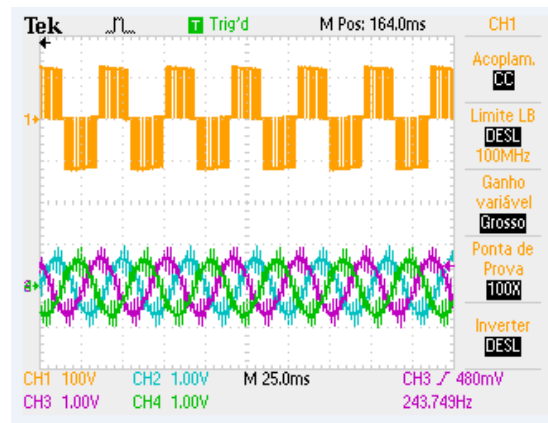 Tek T Trig'd M Pos: 164.0ms CH1
Acoplam.
CC
1
Limite LB
DESL
100MHz
Ganho
variável
Grosso
Ponta de
Prova
100X
Inverter
DESL
CH1 100V CH2 1.00V M 25.0ms CH3 480mV
CH3 1.00V CH4 1.00V 243.749Hz